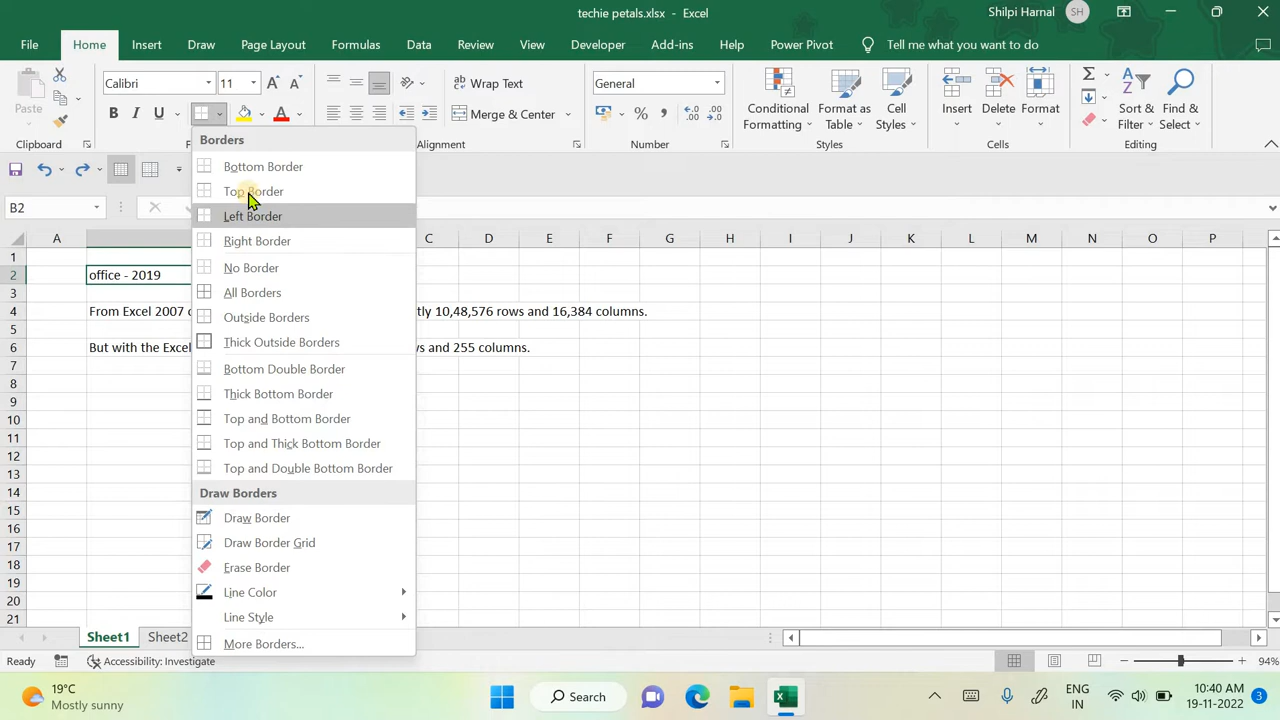 techie petals.xlsx - Excel
Shilpi Harnal SH
File Home Insert Draw Page Layout Formulas Data Review View Developer Add-ins Help Power Pivot Tell me what you want to do
Paste
Calibri 11
B I U A
Wrap Text
Merge & Center
General
% ,
Conditional Formatting
Format as Table
Cell Styles
Insert Delete Format
Sort & Filter
Find & Select
Clipboard
Alignment Number Styles Cells Editing
B2
A C D E F G H I J K L M N O P
1
2 office - 2019
3
4 From Excel 2007 tly 10,48,576 rows and 16,384 columns.
5
6 But with the Excel and 255 columns.
7
8
9
10
11
12
13
14
15
16
17
18
19
20
21
Borders
Bottom Border
Top Border
Left Border
Right Border
No Border
All Borders
Outside Borders
Thick Outside Borders
Bottom Double Border
Thick Bottom Border
Top and Bottom Border
Top and Thick Bottom Border
Top and Double Bottom Border
Draw Borders
Draw Border
Draw Border Grid
Erase Border
Line Color
Line Style
More Borders...
Sheet1 Sheet2
Ready Accessibility: Investigate 94%
19°C
Mostly sunny
Search
ENG
IN
10:40 AM
19-11-2022
3